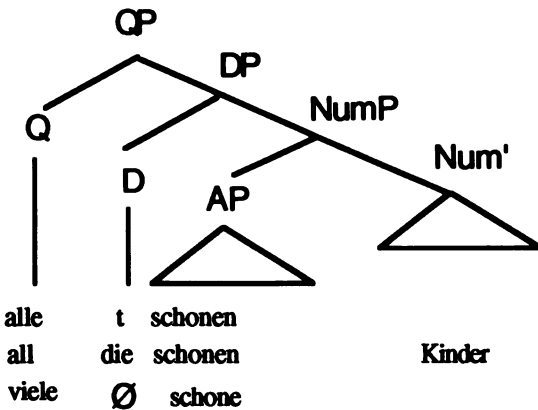 QP
DP
Q
NumP
D
AP
Num'
alle t schonen
all die schonen Kinder
viele Ø schone